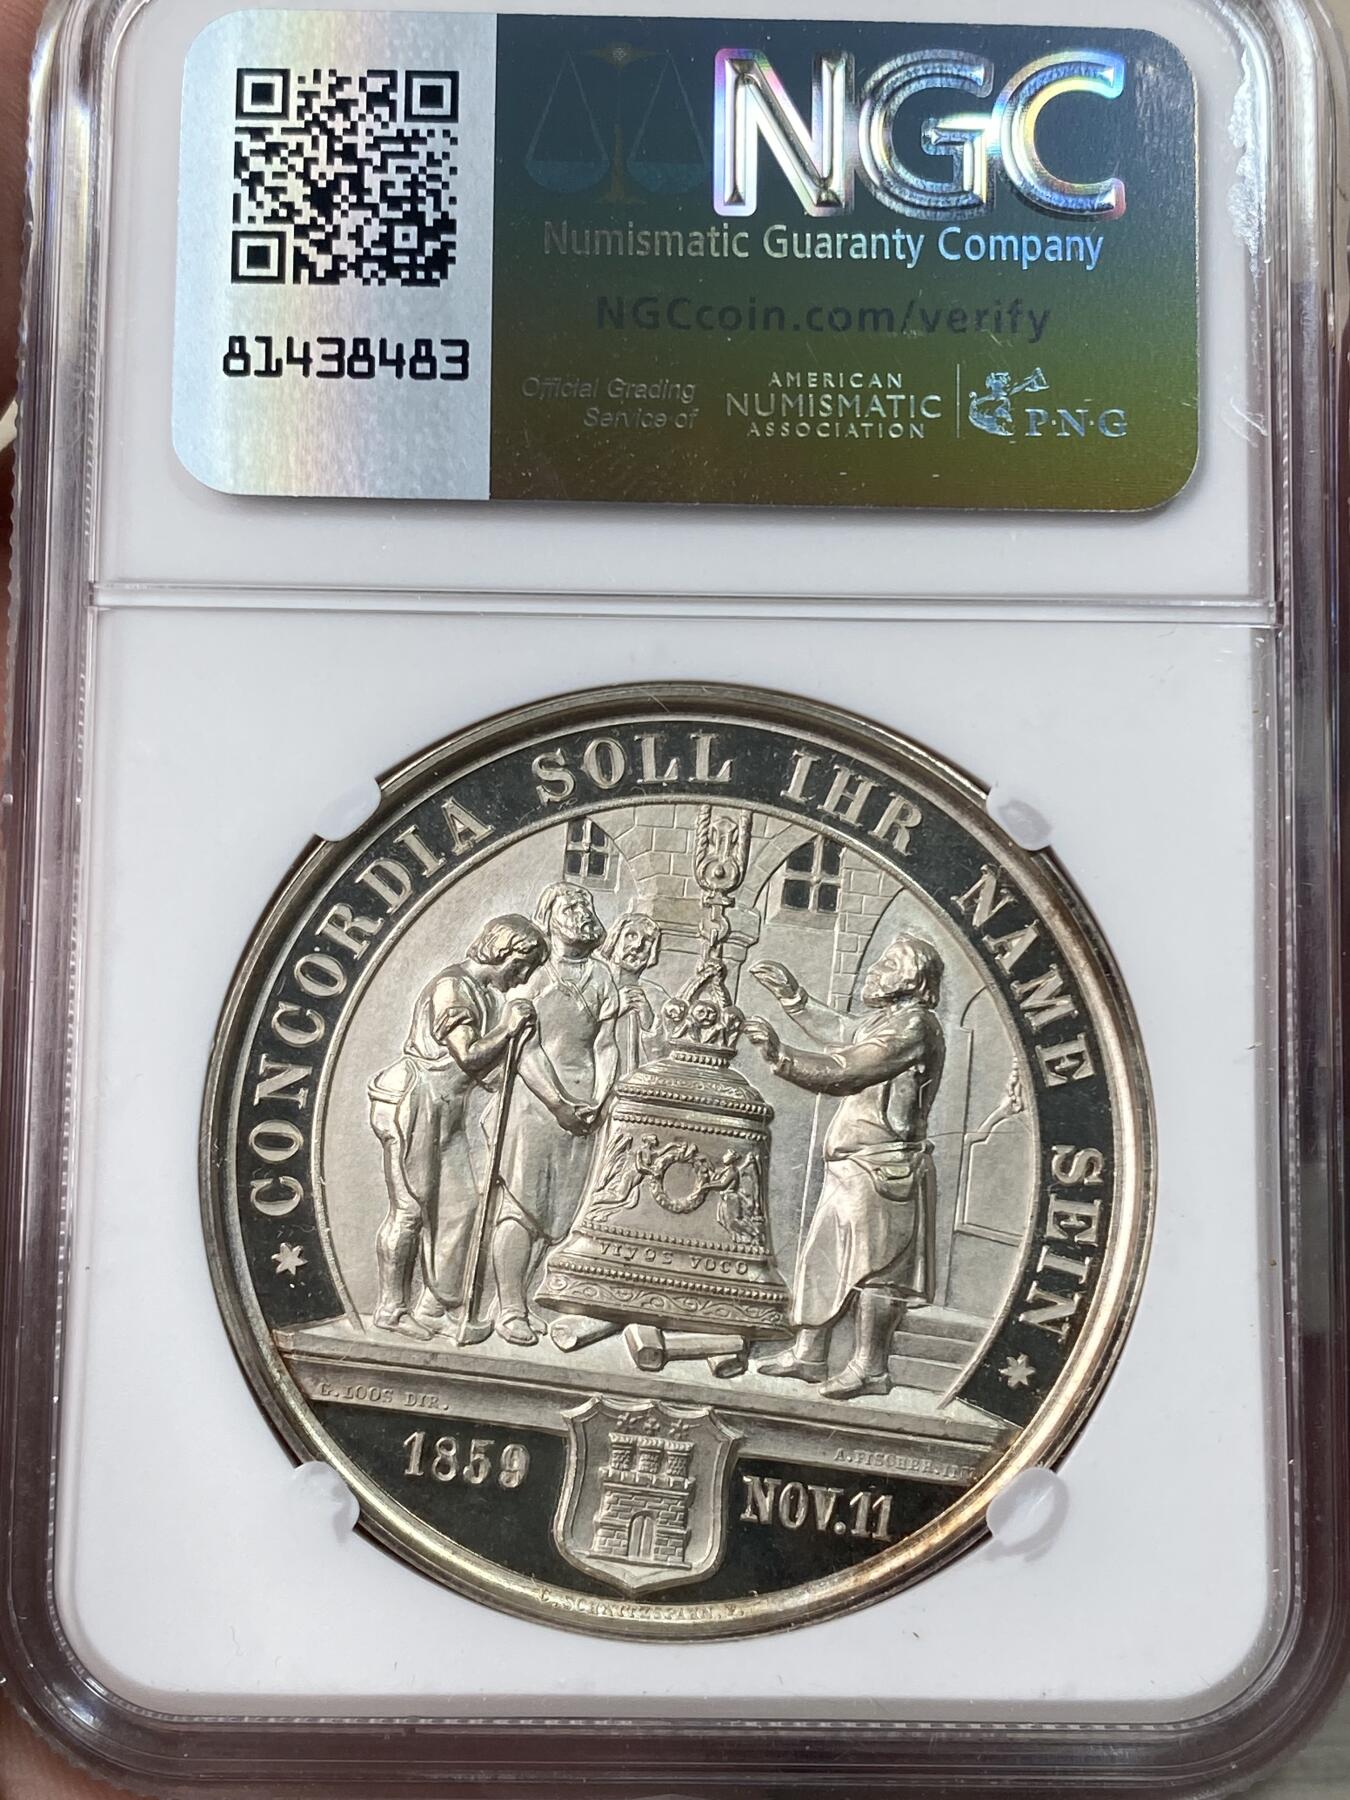 NGC
Numismatic Guaranty Company
NGCcoin.com/verify
81438483
Official Grading
Service of
AMERICAN
NUMISMATIC
ASSOCIATION
P·N·G
* CONCORDIA SOLL IHR NAME SEIN *
VIVOS VOCO
G. LOOS DIR.
A. FISCHER.
1859
NOV. 11
C. SCHNITZSPAHN. F.